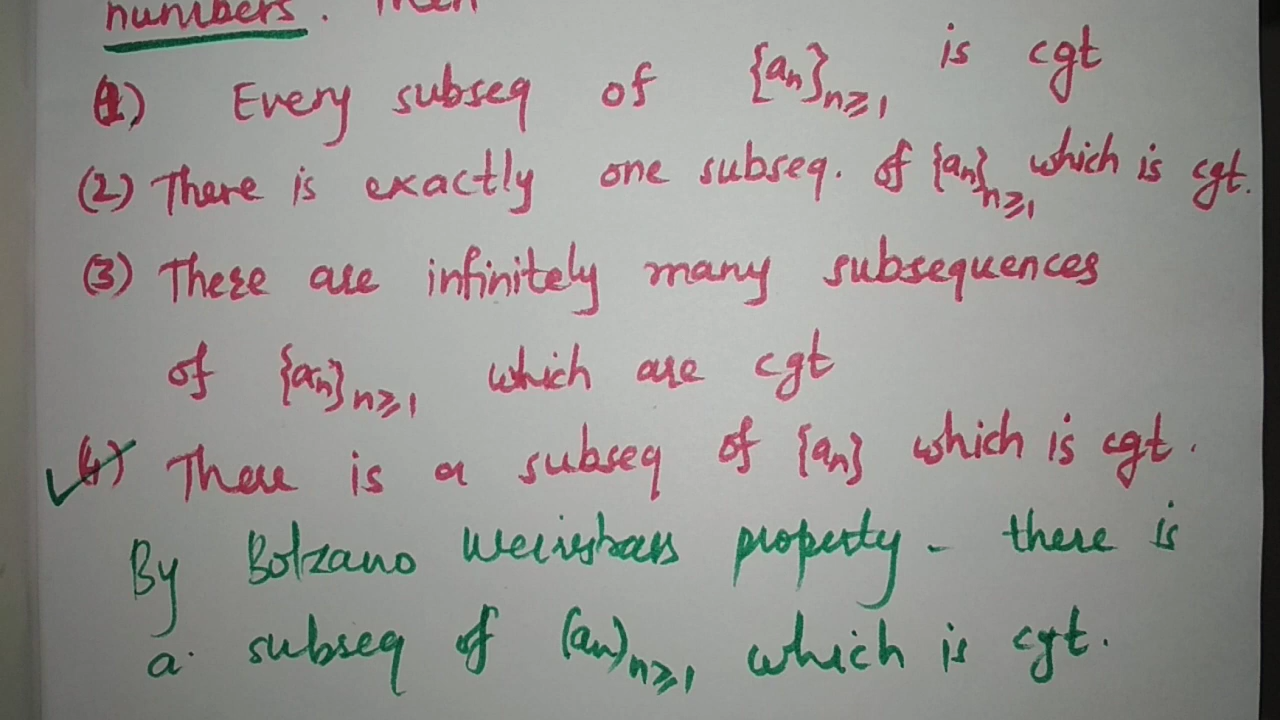 numbers. Then
(1) Every subseq of {aₙ}ₙ≥₁ is cgt
(2) There is exactly one subseq. of {aₙ}ₙ≥₁ which is cgt.
(3) There are infinitely many subsequences
of {aₙ}ₙ≥₁ which are cgt
(4) There is a subseq of {aₙ} which is cgt.
By Bolzano Weierstrass property - there is
a subseq of (aₙ)ₙ≥₁ which is cgt.